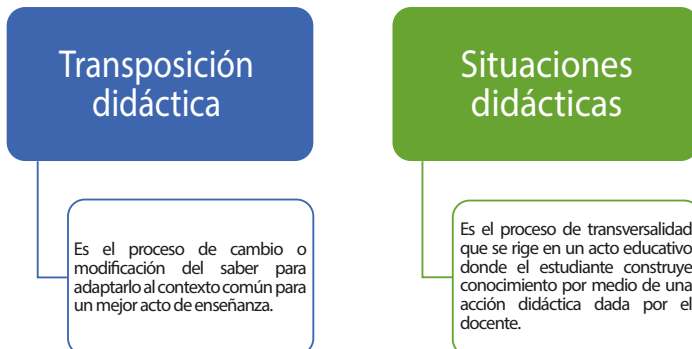 Transposición
didáctica
Es el proceso de cambio o
modificación del saber para
adaptarlo al contexto común para
un mejor acto de enseñanza.
Situaciones
didácticas
Es el proceso de transversalidad
que se rige en un acto educativo
donde el estudiante construye
conocimiento por medio de una
acción didáctica dada por el
docente.